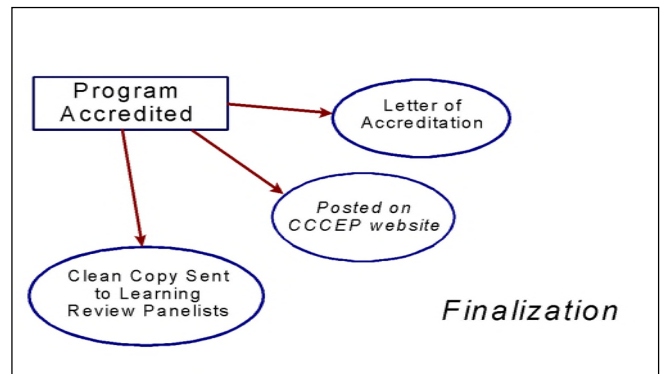 Program
Accredited
Letter of
Accreditation
Posted on
CCCEP website
Clean Copy Sent
to Learning
Review Panelists
Finalization